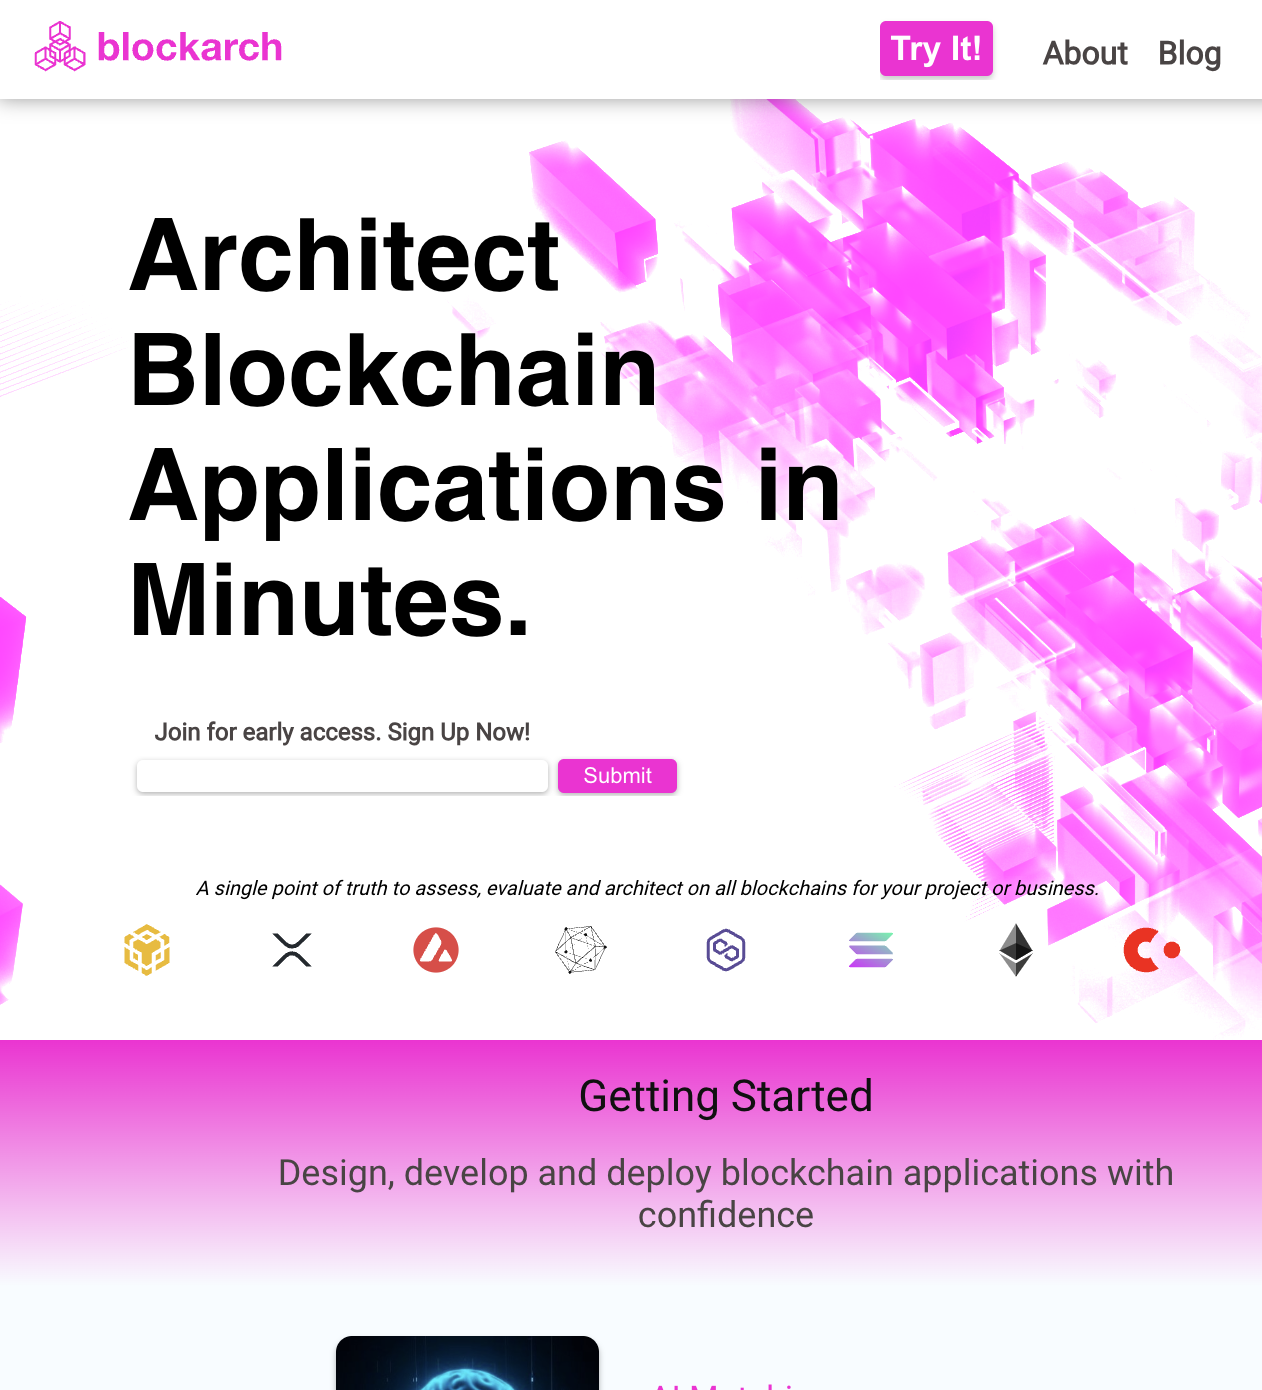 blockarch
Try It!
About
Blog
Architect
Blockchain
Applications in
Minutes.
Join for early access. Sign Up Now!
Submit
A single point of truth to assess, evaluate and architect on all blockchains for your project or business.
Getting Started
Design, develop and deploy blockchain applications with
confidence